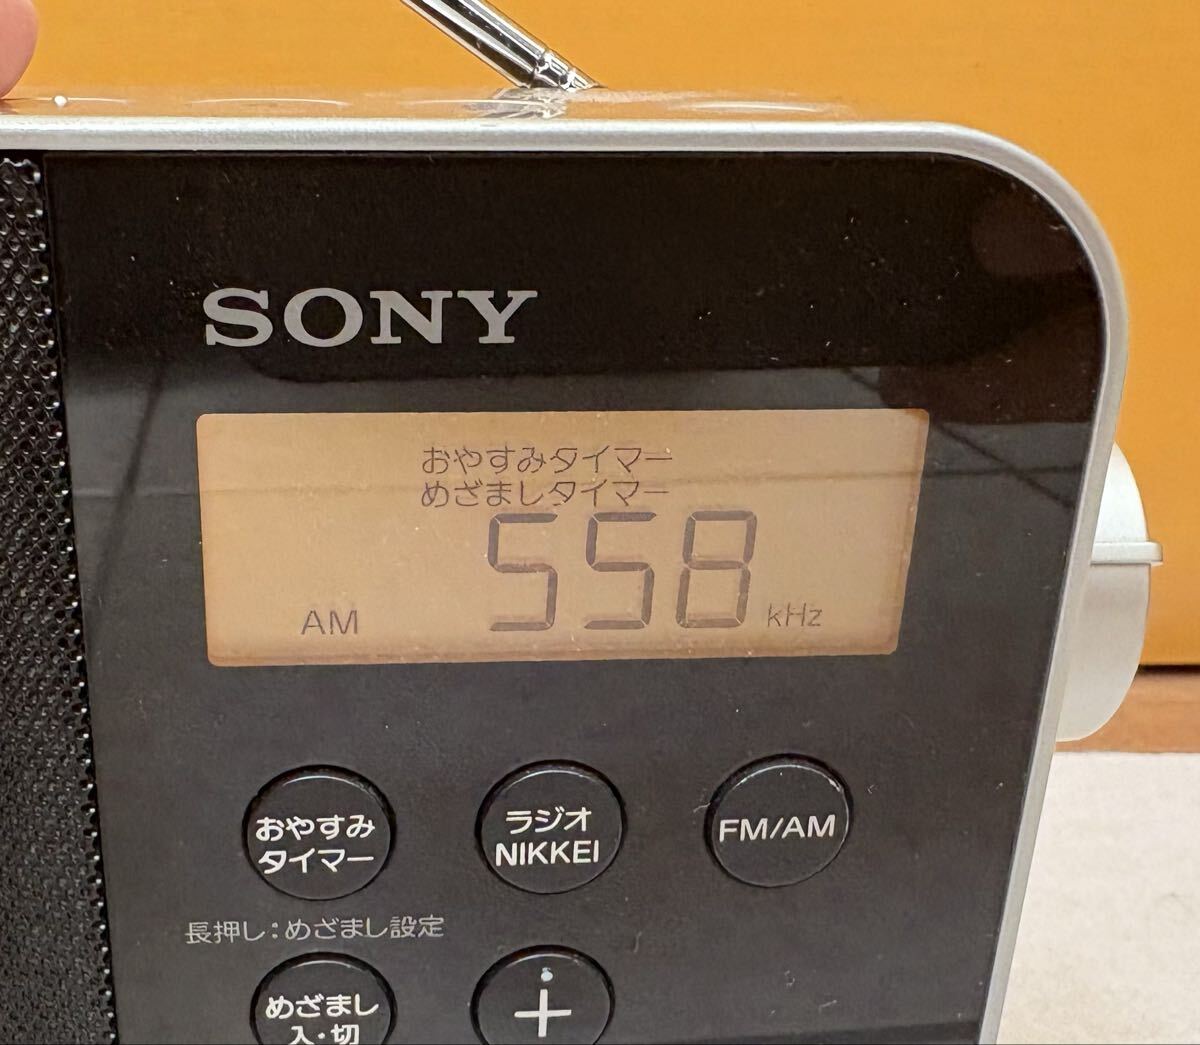 SONY
おやすみタイマー
めざましタイマー
AM 558 kHz
おやすみ
タイマー
ラジオ
NIKKEI
FM/AM
長押し:めざまし設定
めざまし
入・切
+